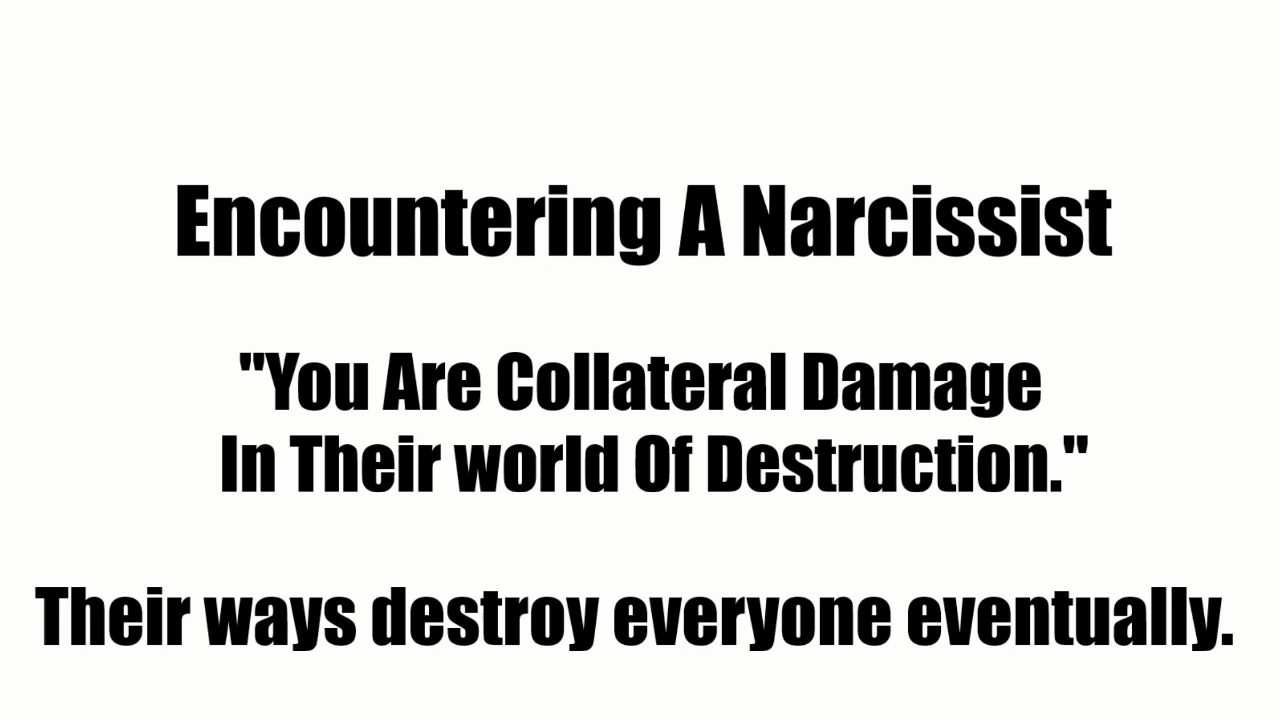 Encountering A Narcissist
"You Are Collateral Damage
In Their world Of Destruction."
Their ways destroy everyone eventually.